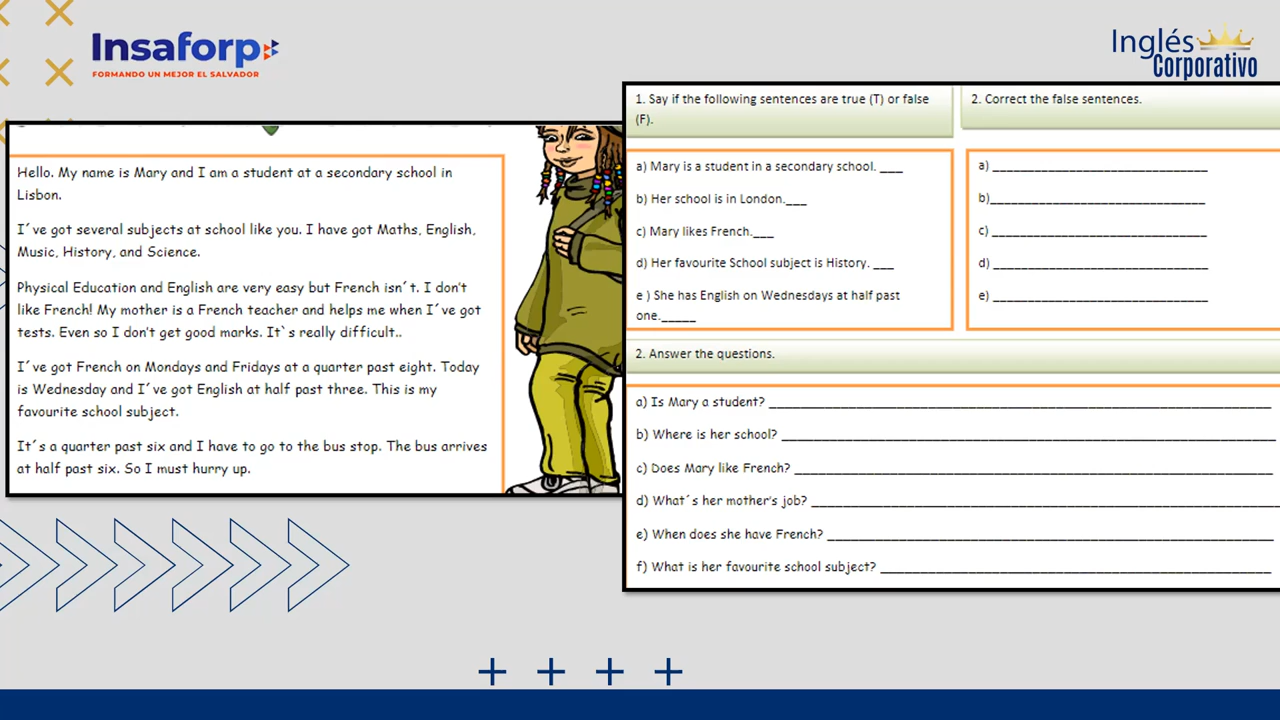 Insaforp
FORMANDO UN MEJOR EL SALVADOR
Inglés
Corporativo
Hello. My name is Mary and I am a student at a secondary school in
Lisbon.
I´ve got several subjects at school like you. I have got Maths, English,
Music, History, and Science.
Physical Education and English are very easy but French isn´t. I don't
like French! My mother is a French teacher and helps me when I´ve got
tests. Even so I don't get good marks. It`s really difficult..
I´ve got French on Mondays and Fridays at a quarter past eight. Today
is Wednesday and I´ve got English at half past three. This is my
favourite school subject.
It´s a quarter past six and I have to go to the bus stop. The bus arrives
at half past six. So I must hurry up.
1. Say if the following sentences are true (T) or false
(F).
a) Mary is a student in a secondary school. ___
b) Her school is in London.___
c) Mary likes French.___
d) Her favourite School subject is History. ___
e ) She has English on Wednesdays at half past
one._____
2. Correct the false sentences.
a) ______________________________
b)______________________________
c) ______________________________
d) ______________________________
e) ______________________________
2. Answer the questions.
a) Is Mary a student? ______________________________
b) Where is her school? ______________________________
c) Does Mary like French? ______________________________
d) What´s her mother's job? ______________________________
e) When does she have French? ______________________________
f) What is her favourite school subject? ______________________________